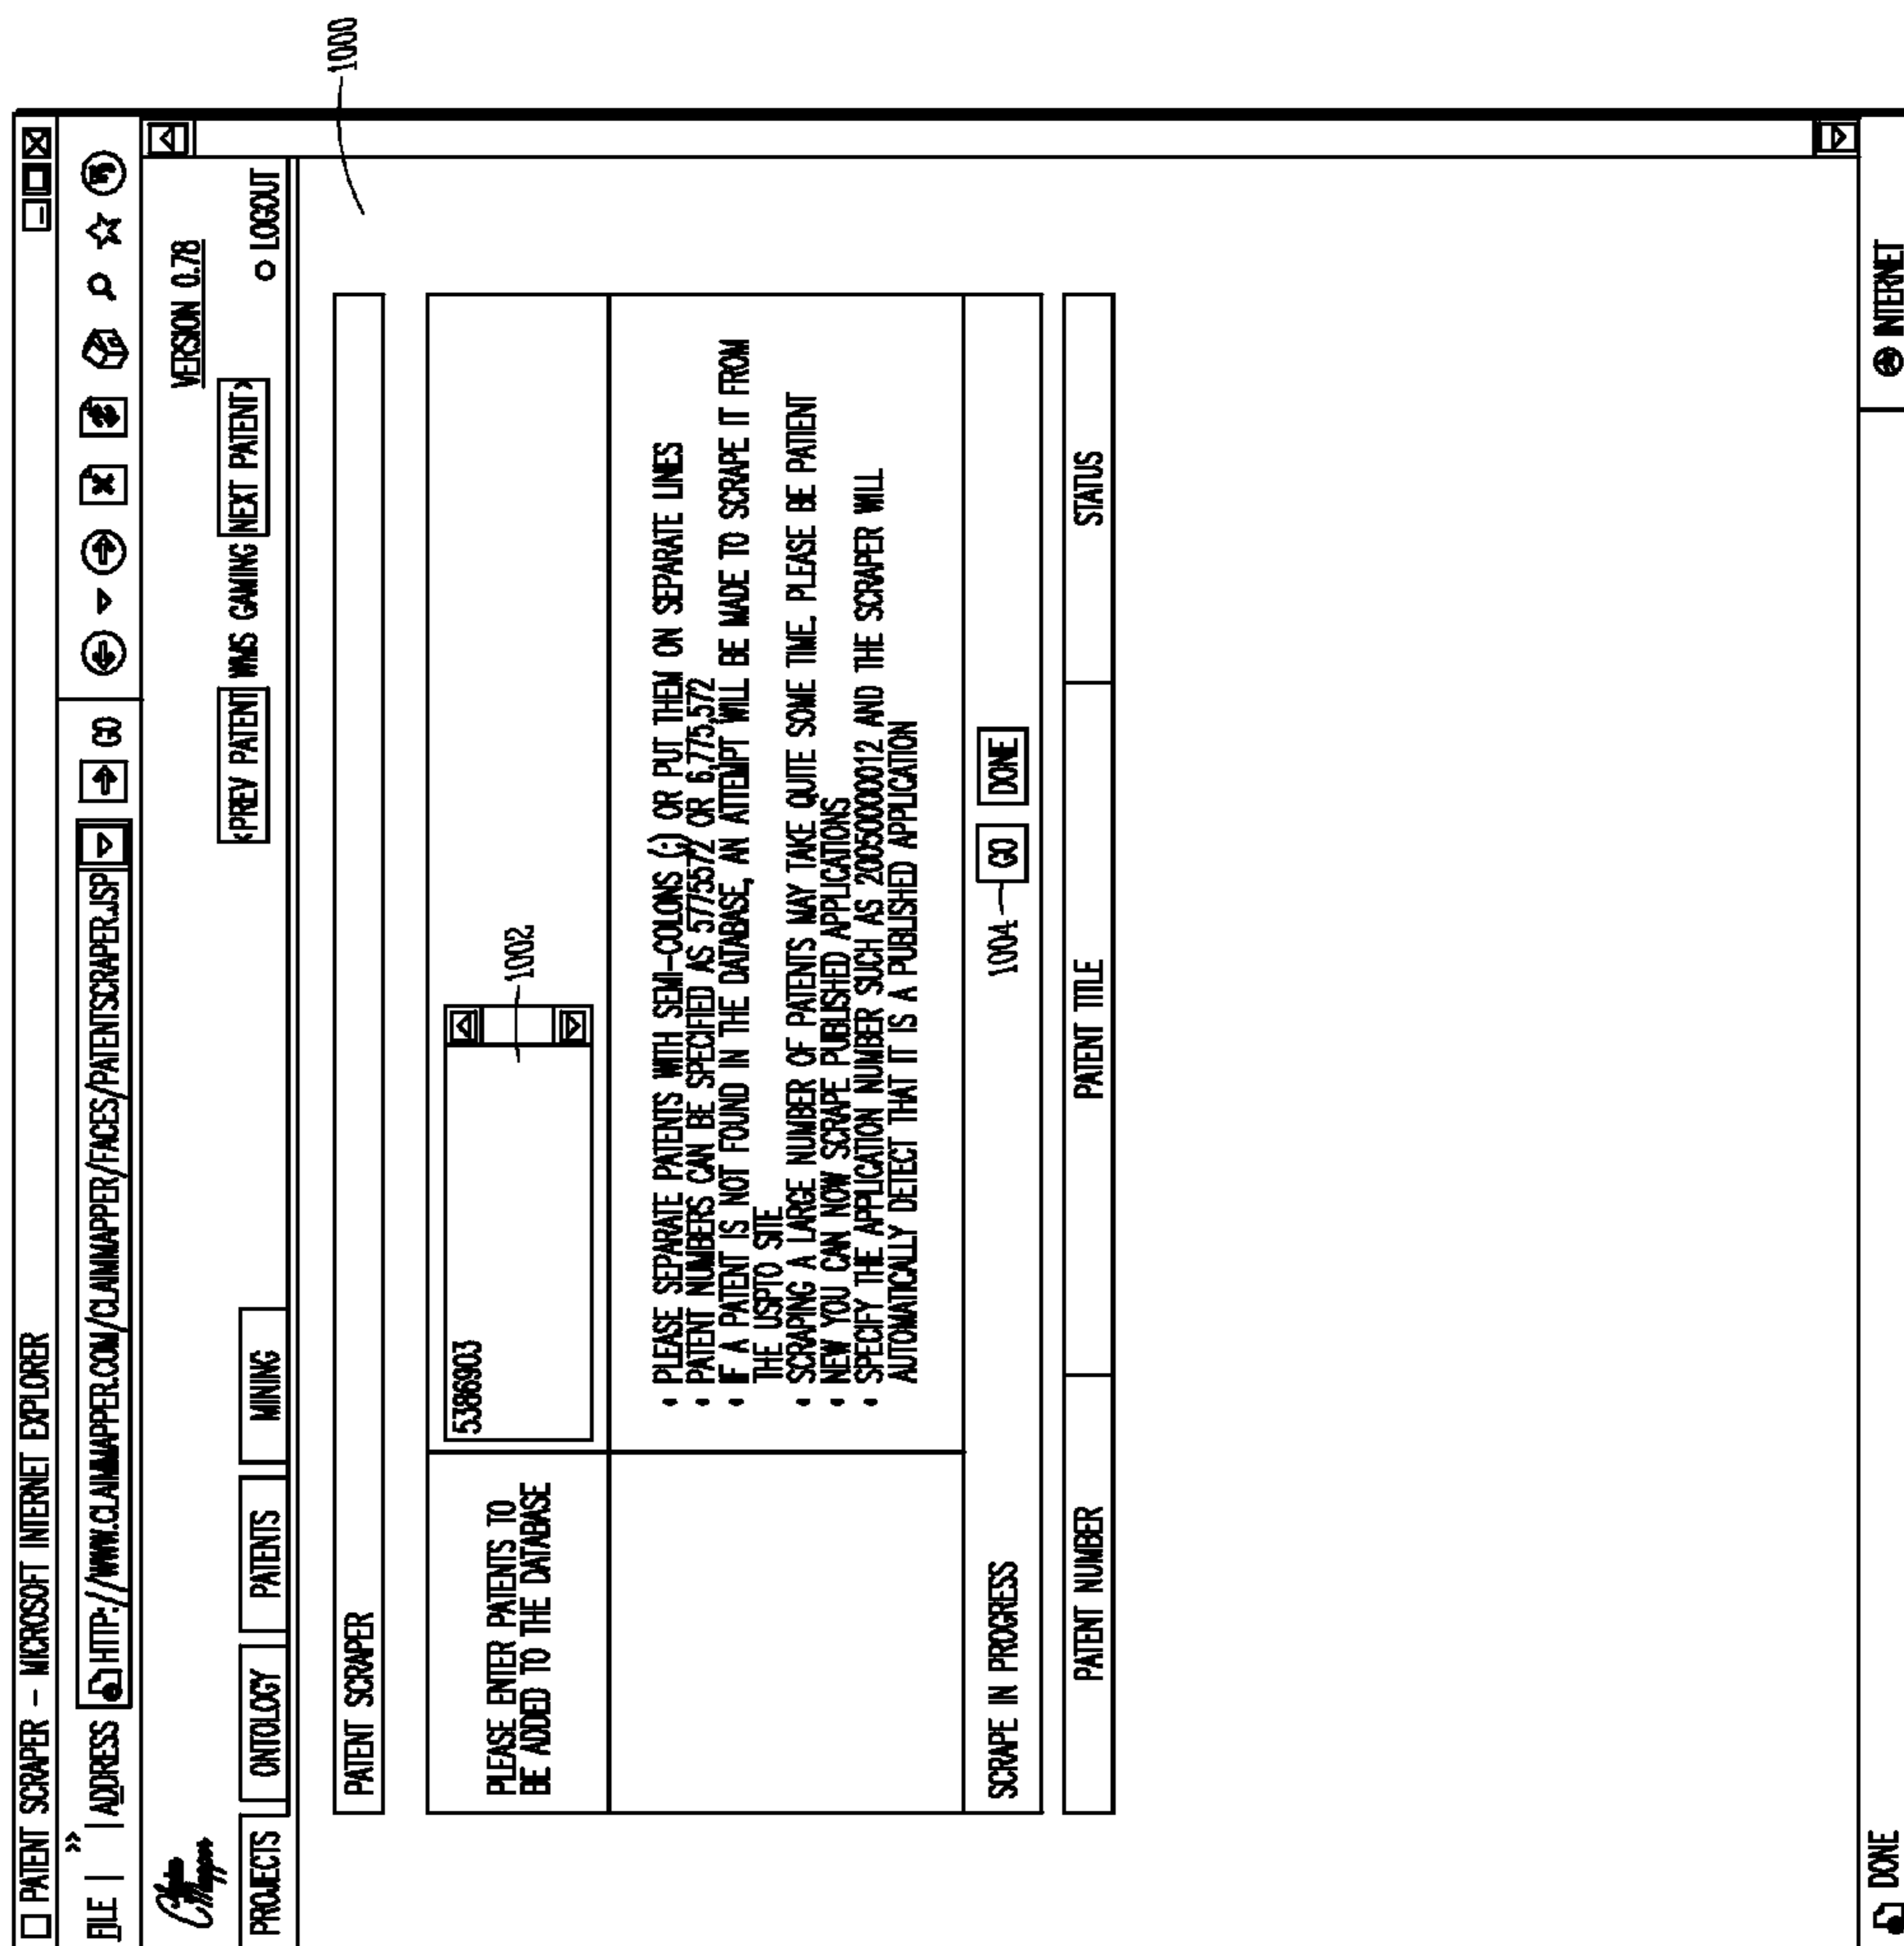 PATENT SCRAPER - MICROSOFT INTERNET EXPLORER
FILE | » | ADDRESS HTTP://WWW.CLAIMMAPPER.COM/CLAIMMAPPER/FACES/PATENTSCRAPER.JSP GO
Claim
Mapper
VERSION 0.78
<PREV PATENT WMS GAMING NEXT PATENT>
PROJECTS ONTOLOGY PATENTS MINING LOGOUT
1000
PATENT SCRAPER
PLEASE ENTER PATENTS TO
BE ADDED TO THE DATABASE
5386903
1002
• PLEASE SEPARATE PATENTS WITH SEMI-COLONS (;) OR PUT THEM ON SEPARATE LINES
• PATENT NUMBERS CAN BE SPECIFIED AS 5775572 OR 6,775,572
• IF A PATENT IS NOT FOUND IN THE DATABASE, AN ATTEMPT WILL BE MADE TO SCRAPE IT FROM
THE USPTO SITE
• SCRAPING A LARGE NUMBER OF PATENTS MAY TAKE QUITE SOME TIME. PLEASE BE PATIENT
• NEW YOU CAN NOW SCRAPE PUBLISHED APPLICATIONS
• SPECIFY THE APPLICATION NUMBER SUCH AS 20050000012 AND THE SCRAPER WILL
AUTOMATICALLY DETECT THAT IT IS A PUBLISHED APPLICATION
SCRAPE IN PROGRESS 1004 GO DONE
PATENT NUMBER PATENT TITLE STATUS
DONE INTERNET